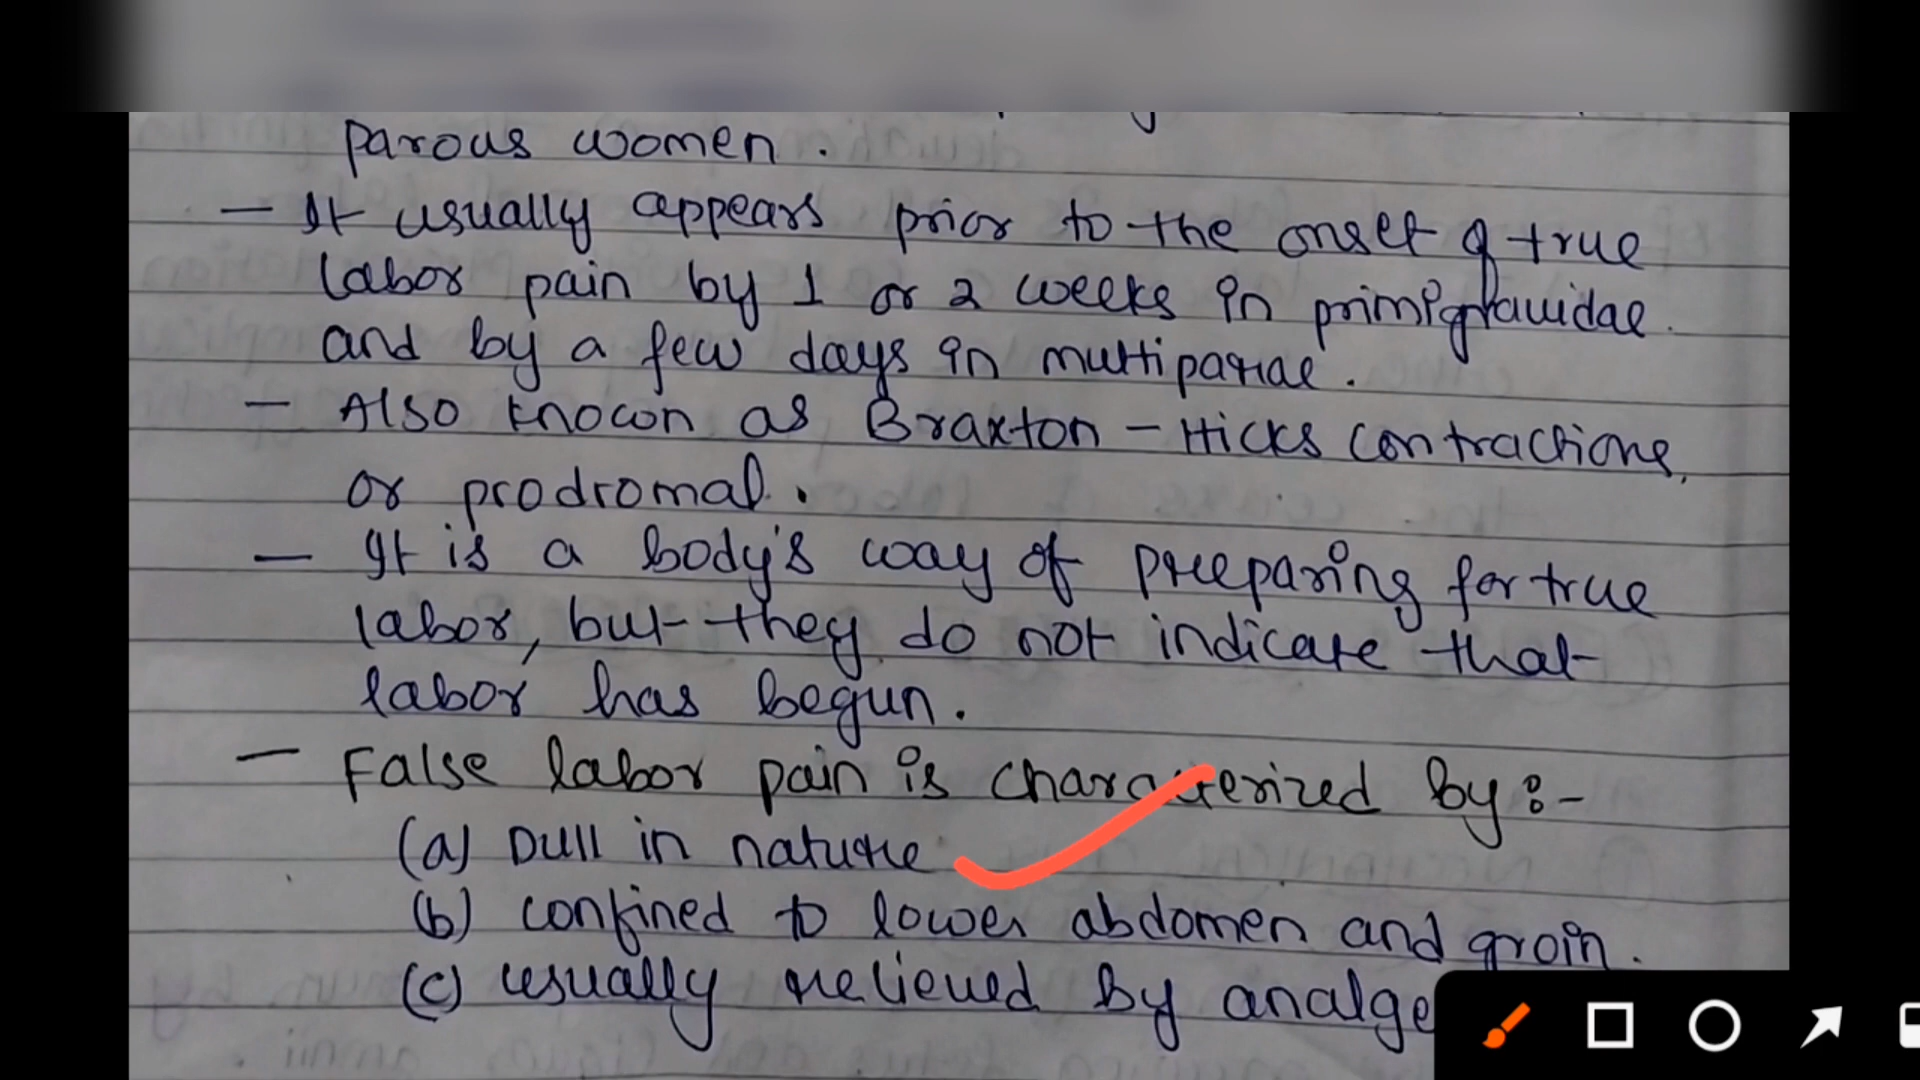 parous women.
- It usually appears prior to the onset of true
labor pain by 1 or 2 weeks in primigravidae
and by a few days in multiparae.
- Also known as Braxton - Hicks contractions,
or prodromal.
- It is a body's way of preparing for true
labor, but they do not indicate that
labor has begun.
- False labor pain is characterized by:-
(a) Dull in nature
(b) confined to lower abdomen and groin.
(c) usually relieved by analge